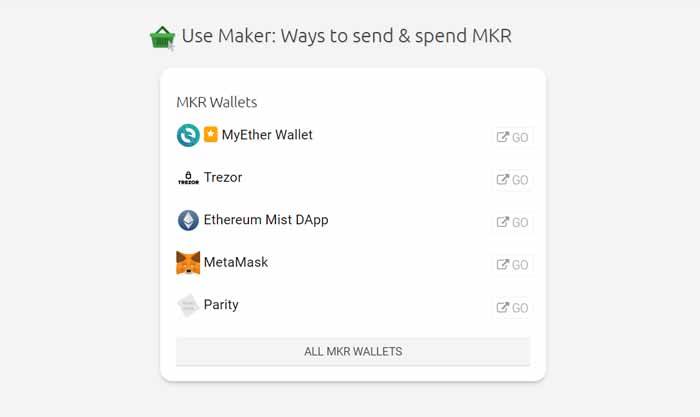 Use Maker: Ways to send & spend MKR
MKR Wallets
MyEther Wallet GO
TREZOR Trezor GO
Ethereum Mist DApp GO
MetaMask GO
Parity GO
ALL MKR WALLETS